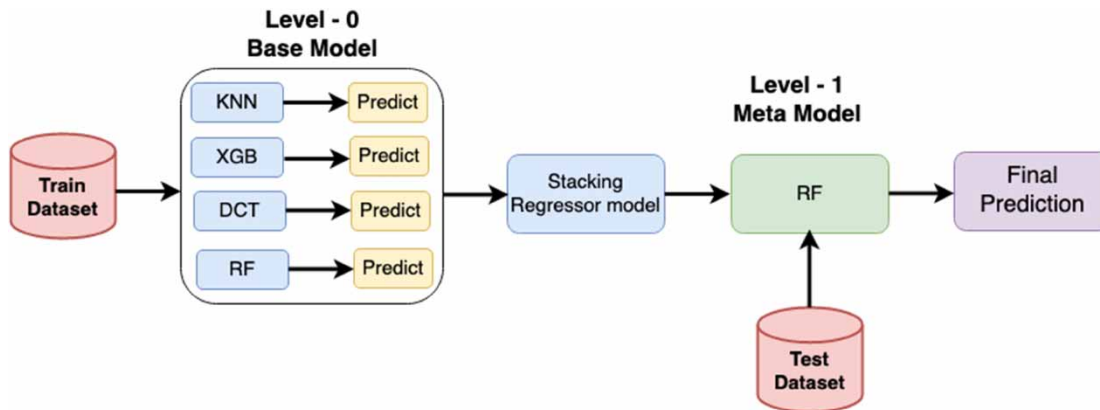 Level - 0
Base Model
KNN
Predict
XGB
Predict
DCT
Predict
RF
Predict
Train
Dataset
Stacking
Regressor model
Level - 1
Meta Model
RF
Final
Prediction
Test
Dataset